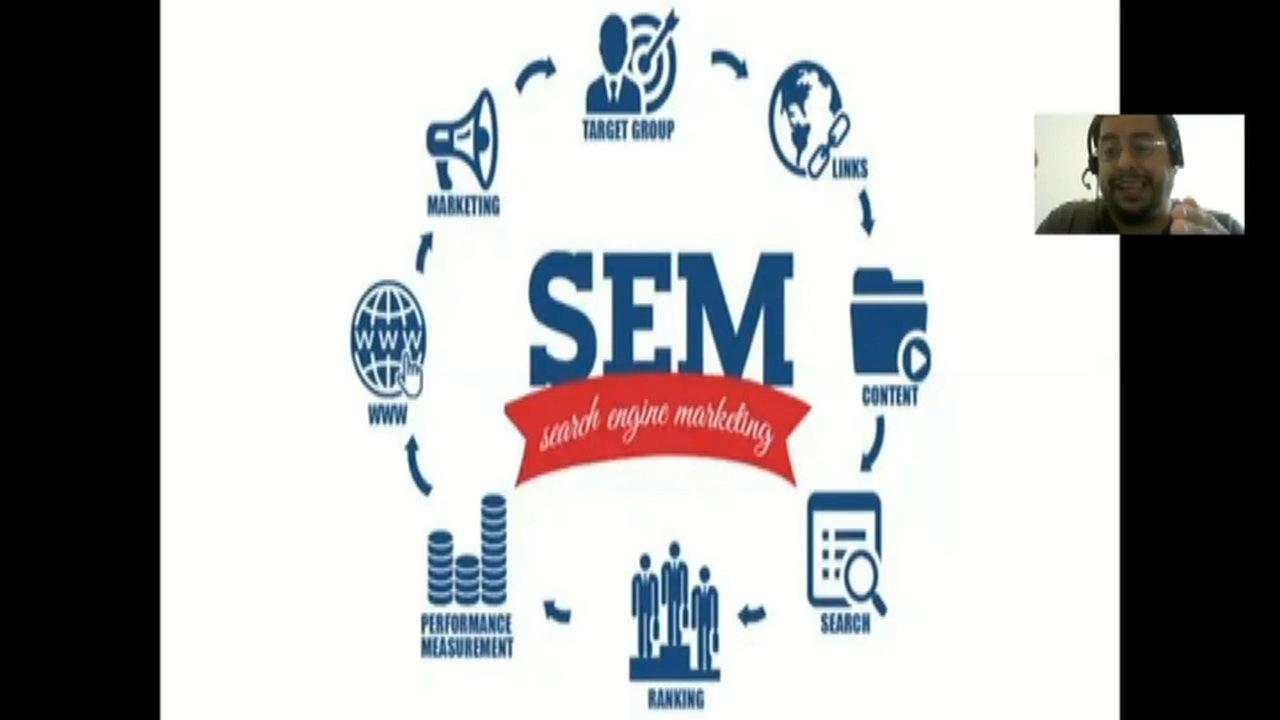 TARGET GROUP
LINKS
MARKETING
SEM
search engine marketing
WWW
WWW
CONTENT
SEARCH
PERFORMANCE
MEASUREMENT
RANKING